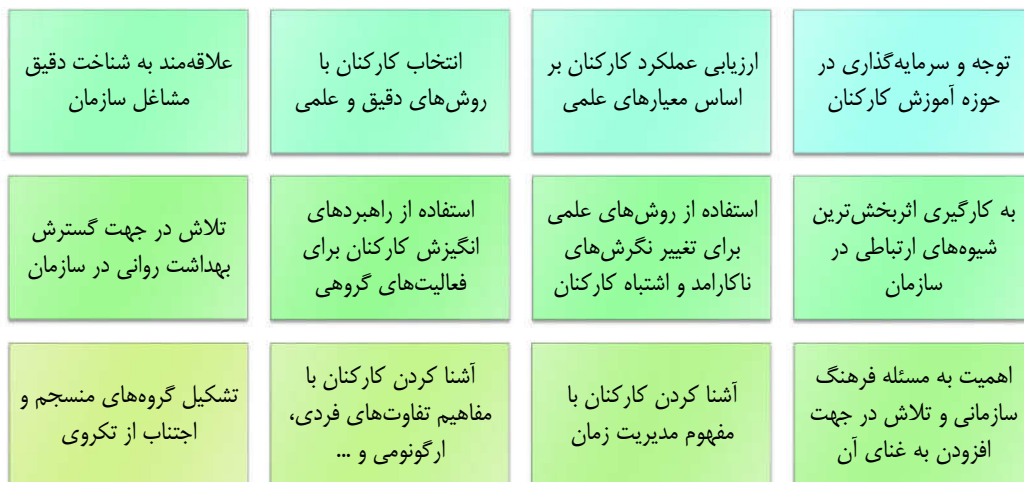 توجه و سرمایه‌گذاری در
حوزه آموزش کارکنان
ارزیابی عملکرد کارکنان بر
اساس معیارهای علمی
انتخاب کارکنان با
روش‌های دقیق و علمی
علاقه‌مند به شناخت دقیق
مشاغل سازمان
به کارگیری اثربخش‌ترین
شیوه‌های ارتباطی در
سازمان
استفاده از روش‌های علمی
برای تغییر نگرش‌های
ناکارامد و اشتباه کارکنان
استفاده از راهبردهای
انگیزش کارکنان برای
فعالیت‌های گروهی
تلاش در جهت گسترش
بهداشت روانی در سازمان
اهمیت به مسئله فرهنگ
سازمانی و تلاش در جهت
افزودن به غنای آن
آشنا کردن کارکنان با
مفهوم مدیریت زمان
آشنا کردن کارکنان با
مفاهیم تفاوت‌های فردی،
ارگونومی و ...
تشکیل گروه‌های منسجم و
اجتناب از تکروی